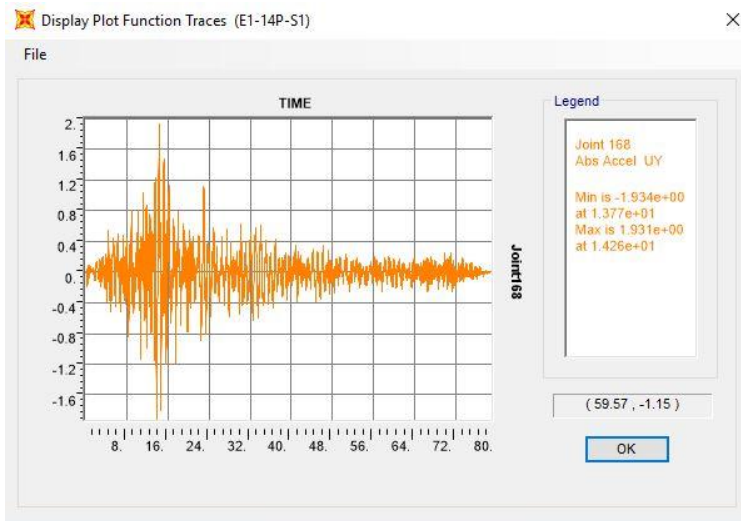 Display Plot Function Traces (E1-14P-S1)
File
TIME
2.
1.6
1.2
0.8
0.4
0.
-0.4
-0.8
-1.2
-1.6
8. 16. 24. 32. 40. 48. 56. 64. 72. 80.
Joint168
Legend
Joint 168
Abs Accel UY
Min is -1.934e+00
at 1.377e+01
Max is 1.931e+00
at 1.426e+01
( 59.57 , -1.15 )
OK